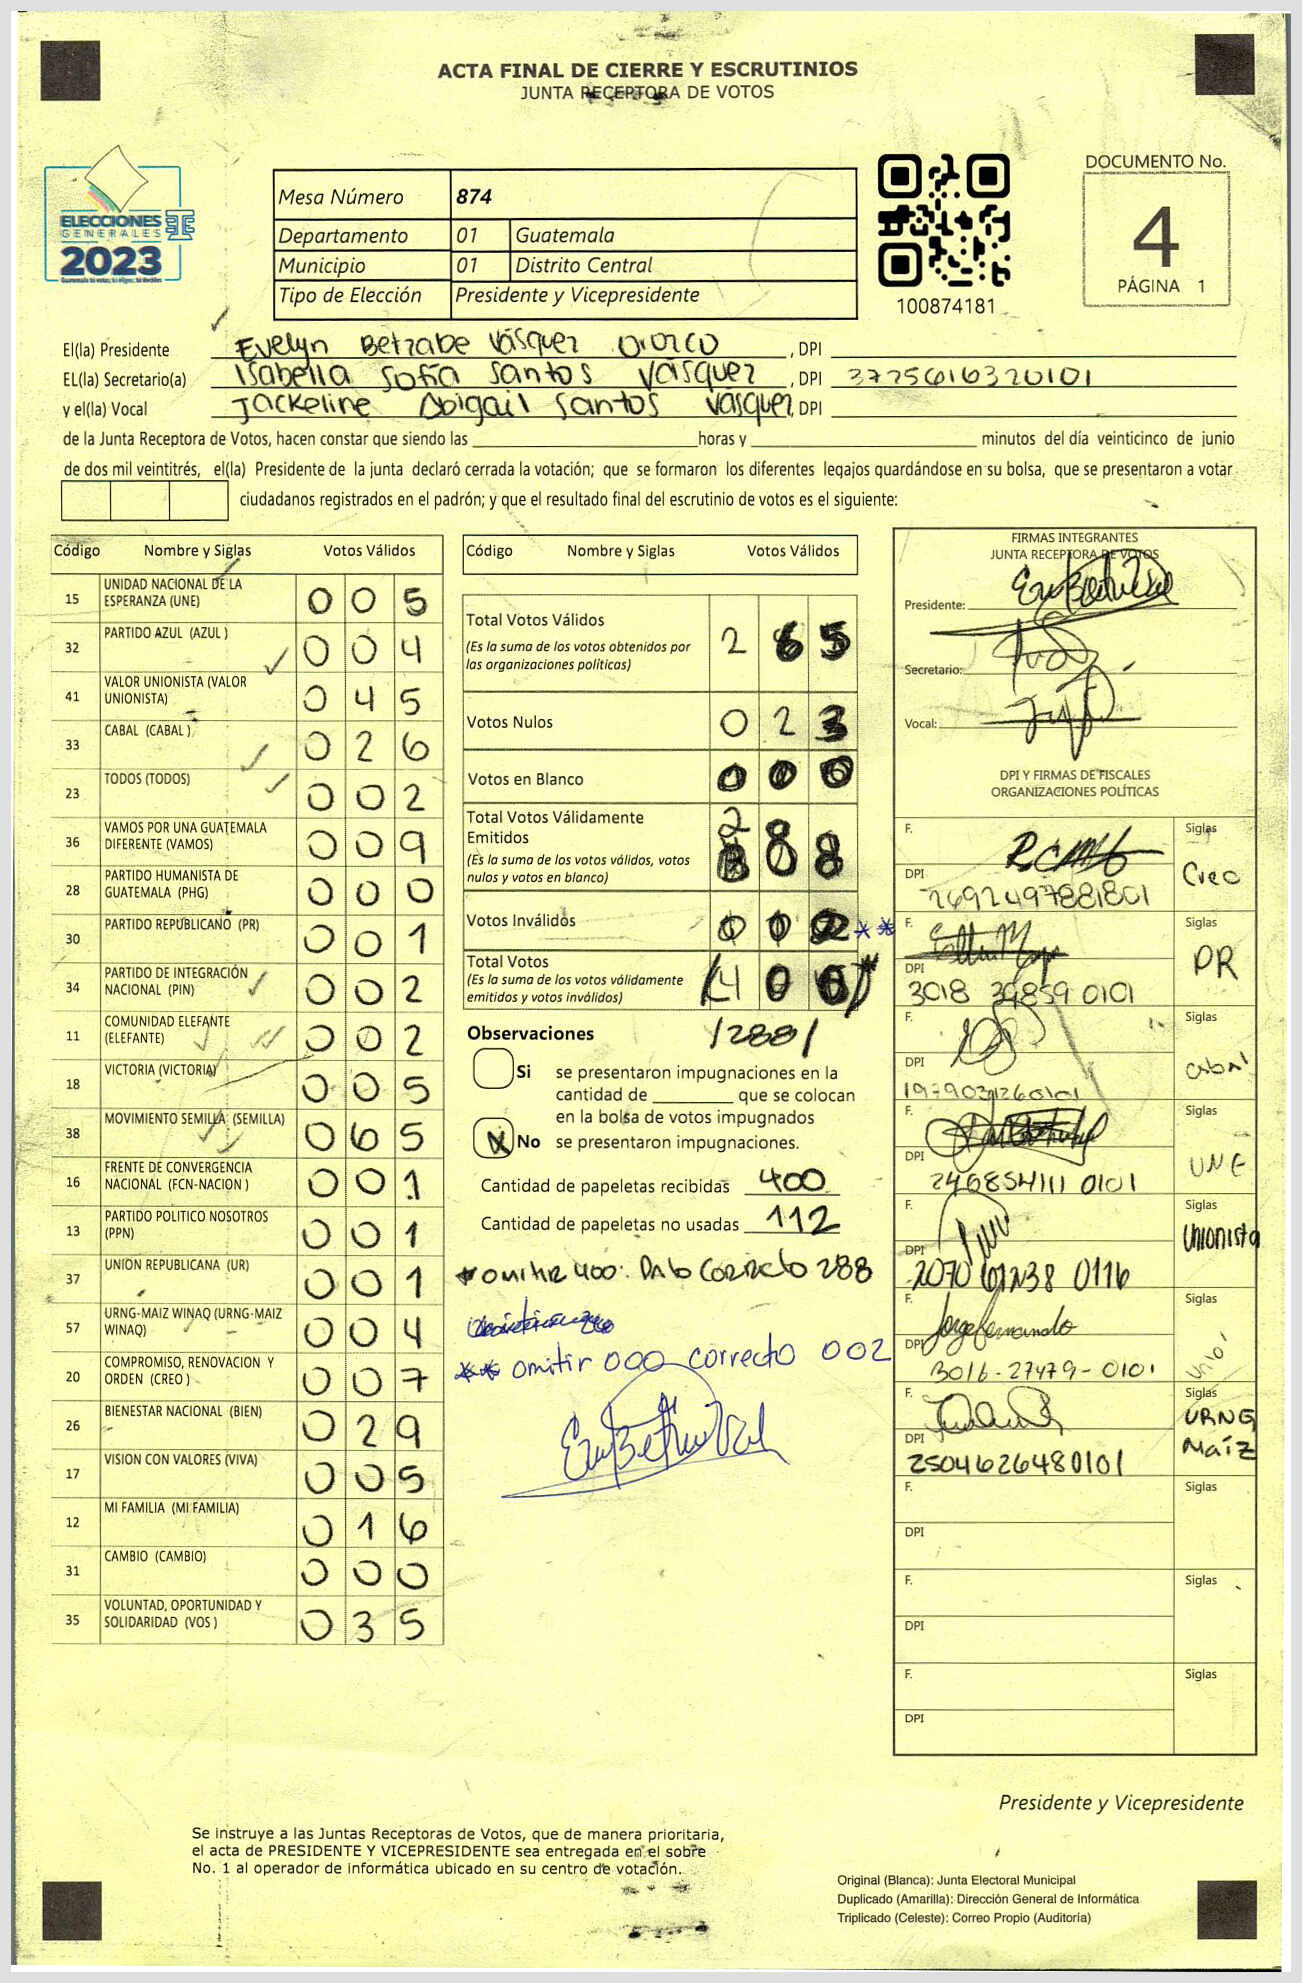 ACTA FINAL DE CIERRE Y ESCRUTINIOS
JUNTA RECEPTORA DE VOTOS
ELECCIONES
GENERALES
2023
Mesa Número 874
Departamento 01 Guatemala
Municipio 01 Distrito Central
Tipo de Elección Presidente y Vicepresidente
100874181
DOCUMENTO No.
4
PÁGINA 1
El(la) Presidente Evelyn Betzabe Vásquez Orozco , DPI
EL(la) Secretario(a) Isabella Sofia Santos Vásquez , DPI 3725616320101
y el(la) Vocal Jackeline Abigail Santos Vásquez, DPI
de la Junta Receptora de Votos, hacen constar que siendo las horas y minutos del día veinticinco de junio
de dos mil veintitrés, el(la) Presidente de la junta declaró cerrada la votación; que se formaron los diferentes legajos guardándose en su bolsa, que se presentaron a votar
ciudadanos registrados en el padrón; y que el resultado final del escrutinio de votos es el siguiente:
Código Nombre y Siglas Votos Válidos
15 UNIDAD NACIONAL DE LA
ESPERANZA (UNE) 0 0 5
32 PARTIDO AZUL (AZUL ) 0 0 4
41 VALOR UNIONISTA (VALOR
UNIONISTA) 0 4 5
33 CABAL (CABAL ) 0 2 6
23 TODOS (TODOS) 0 0 2
36 VAMOS POR UNA GUATEMALA
DIFERENTE (VAMOS) 0 0 9
28 PARTIDO HUMANISTA DE
GUATEMALA (PHG) 0 0 0
30 PARTIDO REPUBLICANO (PR) 0 0 1
34 PARTIDO DE INTEGRACIÓN
NACIONAL (PIN) 0 0 2
11 COMUNIDAD ELEFANTE
(ELEFANTE) 0 0 2
18 VICTORIA (VICTORIA) 0 0 5
38 MOVIMIENTO SEMILLA (SEMILLA) 0 6 5
16 FRENTE DE CONVERGENCIA
NACIONAL (FCN-NACION ) 0 0 1
13 PARTIDO POLITICO NOSOTROS
(PPN) 0 0 1
37 UNION REPUBLICANA (UR) 0 0 1
57 URNG-MAIZ WINAQ (URNG-MAIZ
WINAQ) 0 0 4
20 COMPROMISO, RENOVACION Y
ORDEN (CREO ) 0 0 7
26 BIENESTAR NACIONAL (BIEN) 0 2 9
17 VISION CON VALORES (VIVA) 0 0 5
12 MI FAMILIA (MI FAMILIA) 0 1 6
31 CAMBIO (CAMBIO) 0 0 0
35 VOLUNTAD, OPORTUNIDAD Y
SOLIDARIDAD (VOS ) 0 3 5
Código Nombre y Siglas Votos Válidos
Total Votos Válidos 2 6 5
(Es la suma de los votos obtenidos por
las organizaciones políticas)
Votos Nulos 0 2 3
Votos en Blanco 0 0 0
Total Votos Válidamente
Emitidos 2 8 8
(Es la suma de los votos válidos, votos
nulos y votos en blanco)
Votos Inválidos 0 0 2 **
Total Votos (4 0 0)*
(Es la suma de los votos válidamente
emitidos y votos inválidos)
/288/
Observaciones
Si se presentaron impugnaciones en la
cantidad de que se colocan
en la bolsa de votos impugnados
X No se presentaron impugnaciones.
Cantidad de papeletas recibidas 400
Cantidad de papeletas no usadas 112
* Omitir 400: Dato Correcto 288
** omitir 000 correcto 002
FIRMAS INTEGRANTES
JUNTA RECEPTORA DE VOTOS
Presidente:
Secretario:
Vocal:
DPI Y FIRMAS DE FISCALES
ORGANIZACIONES POLÍTICAS
F. Siglas
Creo
DPI 2692497881801
F. Siglas
PR
DPI 3018 39859 0101
F. Siglas
Cabal
DPI 1979031260101
F. Siglas
UNE
DPI 246854111 0101
F. Siglas
Unionista
DPI 2070 61238 0116
F. Jorge Fernando Siglas
DPI 3016-27479-0101
F. Siglas
URNG
Maíz
DPI 2504626480101
F. Siglas
DPI
F. Siglas
DPI
F. Siglas
DPI
Presidente y Vicepresidente
Se instruye a las Juntas Receptoras de Votos, que de manera prioritaria,
el acta de PRESIDENTE Y VICEPRESIDENTE sea entregada en el sobre
No. 1 al operador de informática ubicado en su centro de votación.
Original (Blanca): Junta Electoral Municipal
Duplicado (Amarilla): Dirección General de Informática
Triplicado (Celeste): Correo Propio (Auditoría)